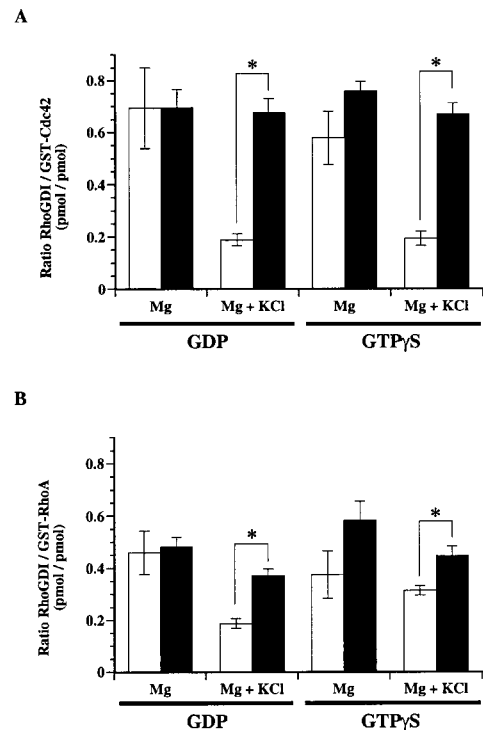 A
Ratio RhoGDI / GST-Cdc42
(pmol / pmol)
0.8
0.6
0.4
0.2
0
*
*
Mg
Mg + KCl
Mg
Mg + KCl
GDP
GTPγS
B
Ratio RhoGDI / GST-RhoA
(pmol / pmol)
0.8
0.6
0.4
0.2
0
*
*
Mg
Mg + KCl
Mg
Mg + KCl
GDP
GTPγS